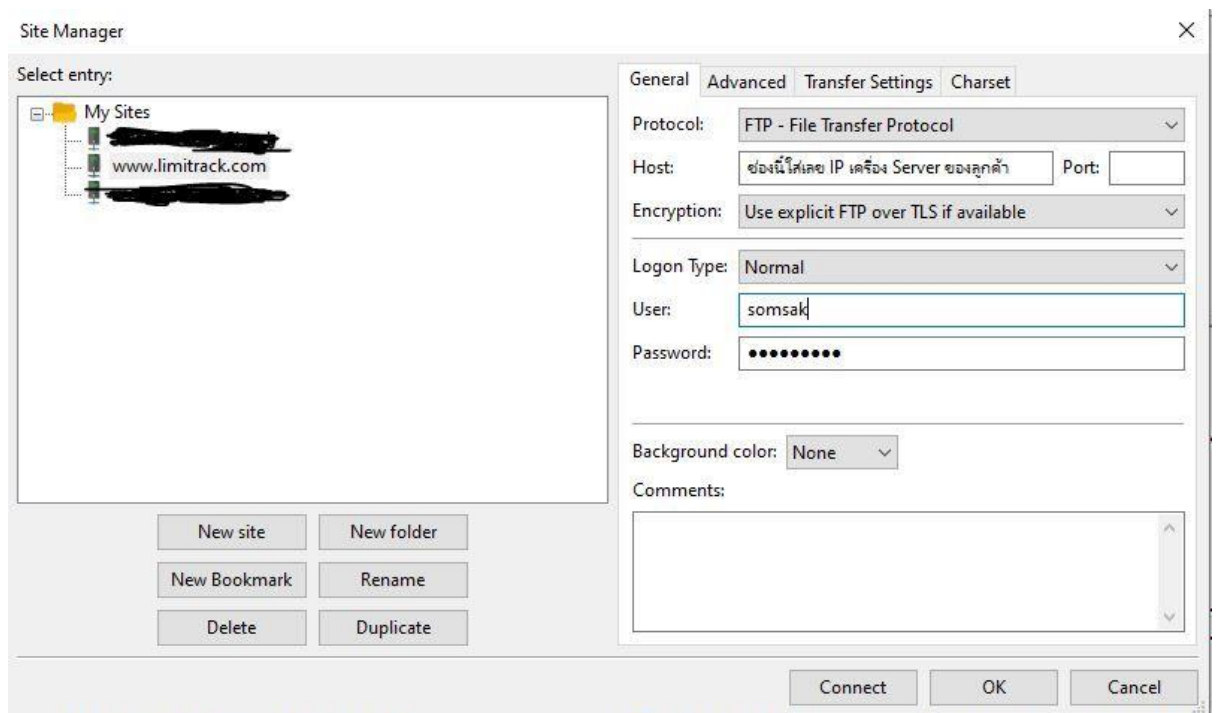 Site Manager
Select entry:
My Sites
www.limitrack.com
New site New folder
New Bookmark Rename
Delete Duplicate
General Advanced Transfer Settings Charset
Protocol: FTP - File Transfer Protocol
Host: ช่องนี้ใส่เลข IP เครื่อง Server ของลูกค้า Port:
Encryption: Use explicit FTP over TLS if available
Logon Type: Normal
User: somsak
Password: •••••••••
Background color: None
Comments:
Connect OK Cancel